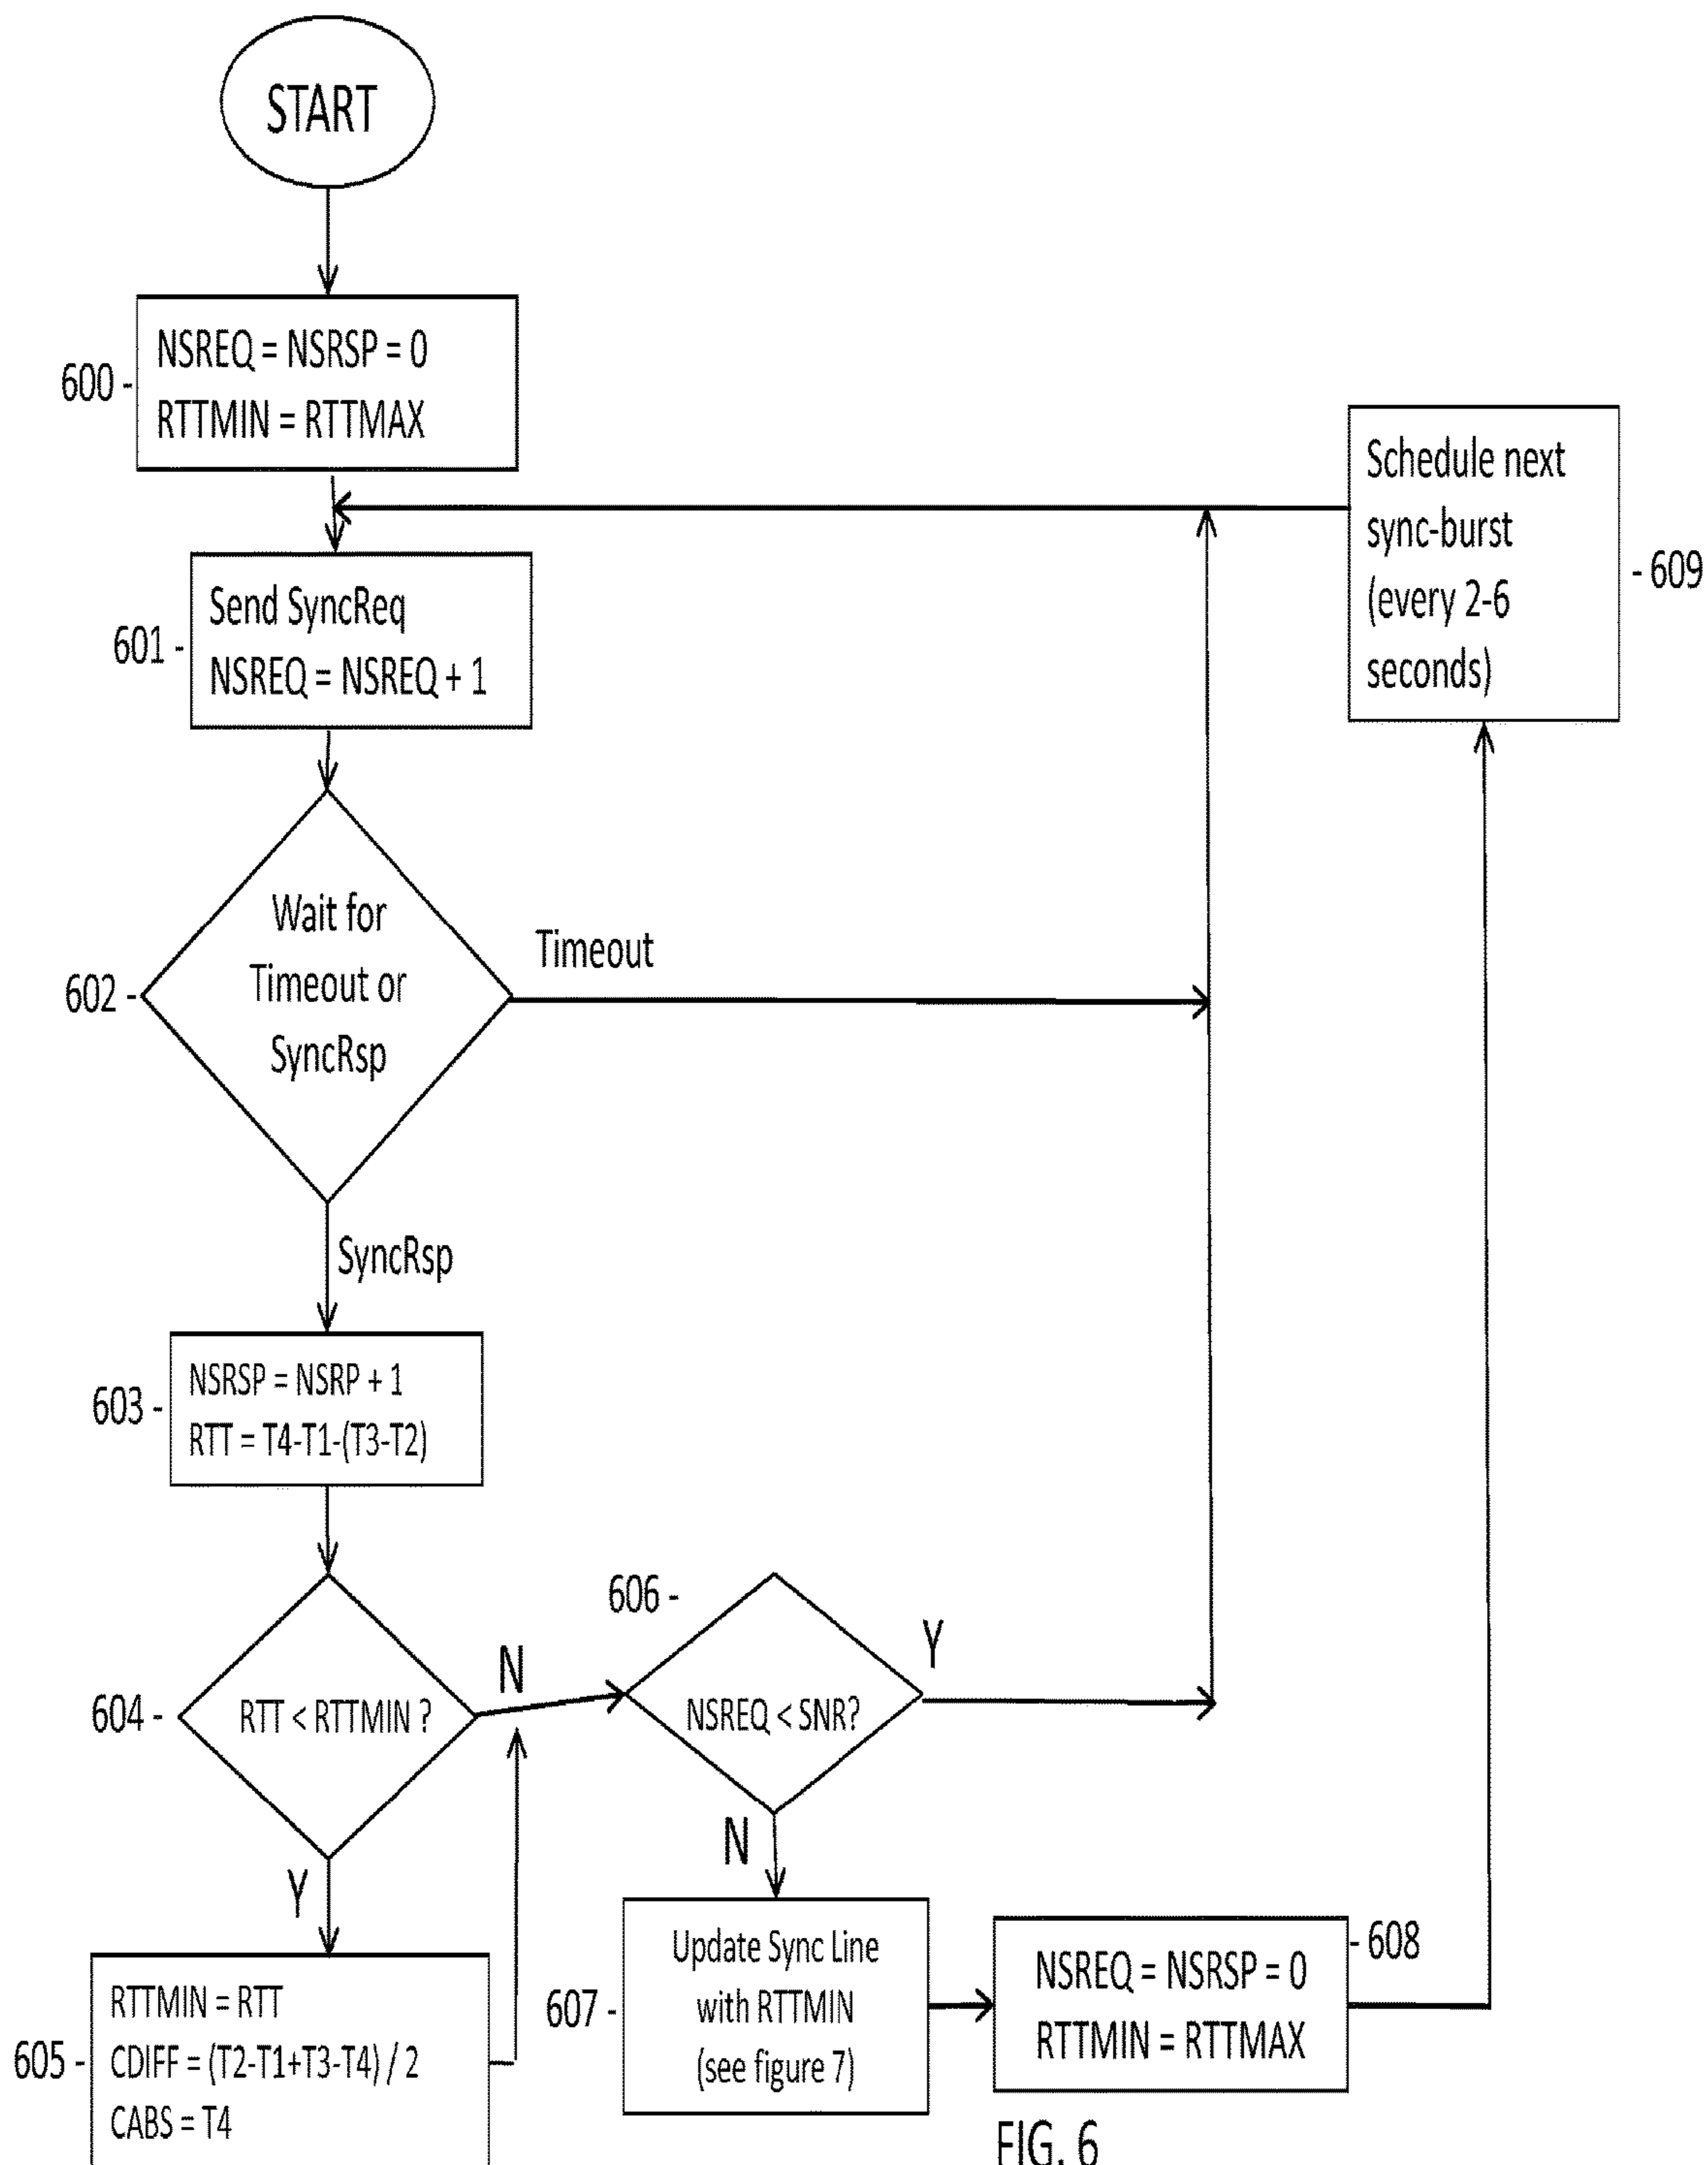 START
600 -
NSREQ = NSRSP = 0
RTTMIN = RTTMAX
Schedule next
sync-burst
(every 2-6
seconds)
- 609
601 -
Send SyncReq
NSREQ = NSREQ + 1
602 -
Wait for
Timeout or
SyncRsp
Timeout
SyncRsp
603 -
NSRSP = NSRP + 1
RTT = T4-T1-(T3-T2)
604 -
RTT < RTTMIN ?
N
Y
606 -
NSREQ < SNR?
Y
N
605 -
RTTMIN = RTT
CDIFF = (T2-T1+T3-T4) / 2
CABS = T4
607 -
Update Sync Line
with RTTMIN
(see figure 7)
- 608
NSREQ = NSRSP = 0
RTTMIN = RTTMAX
FIG. 6